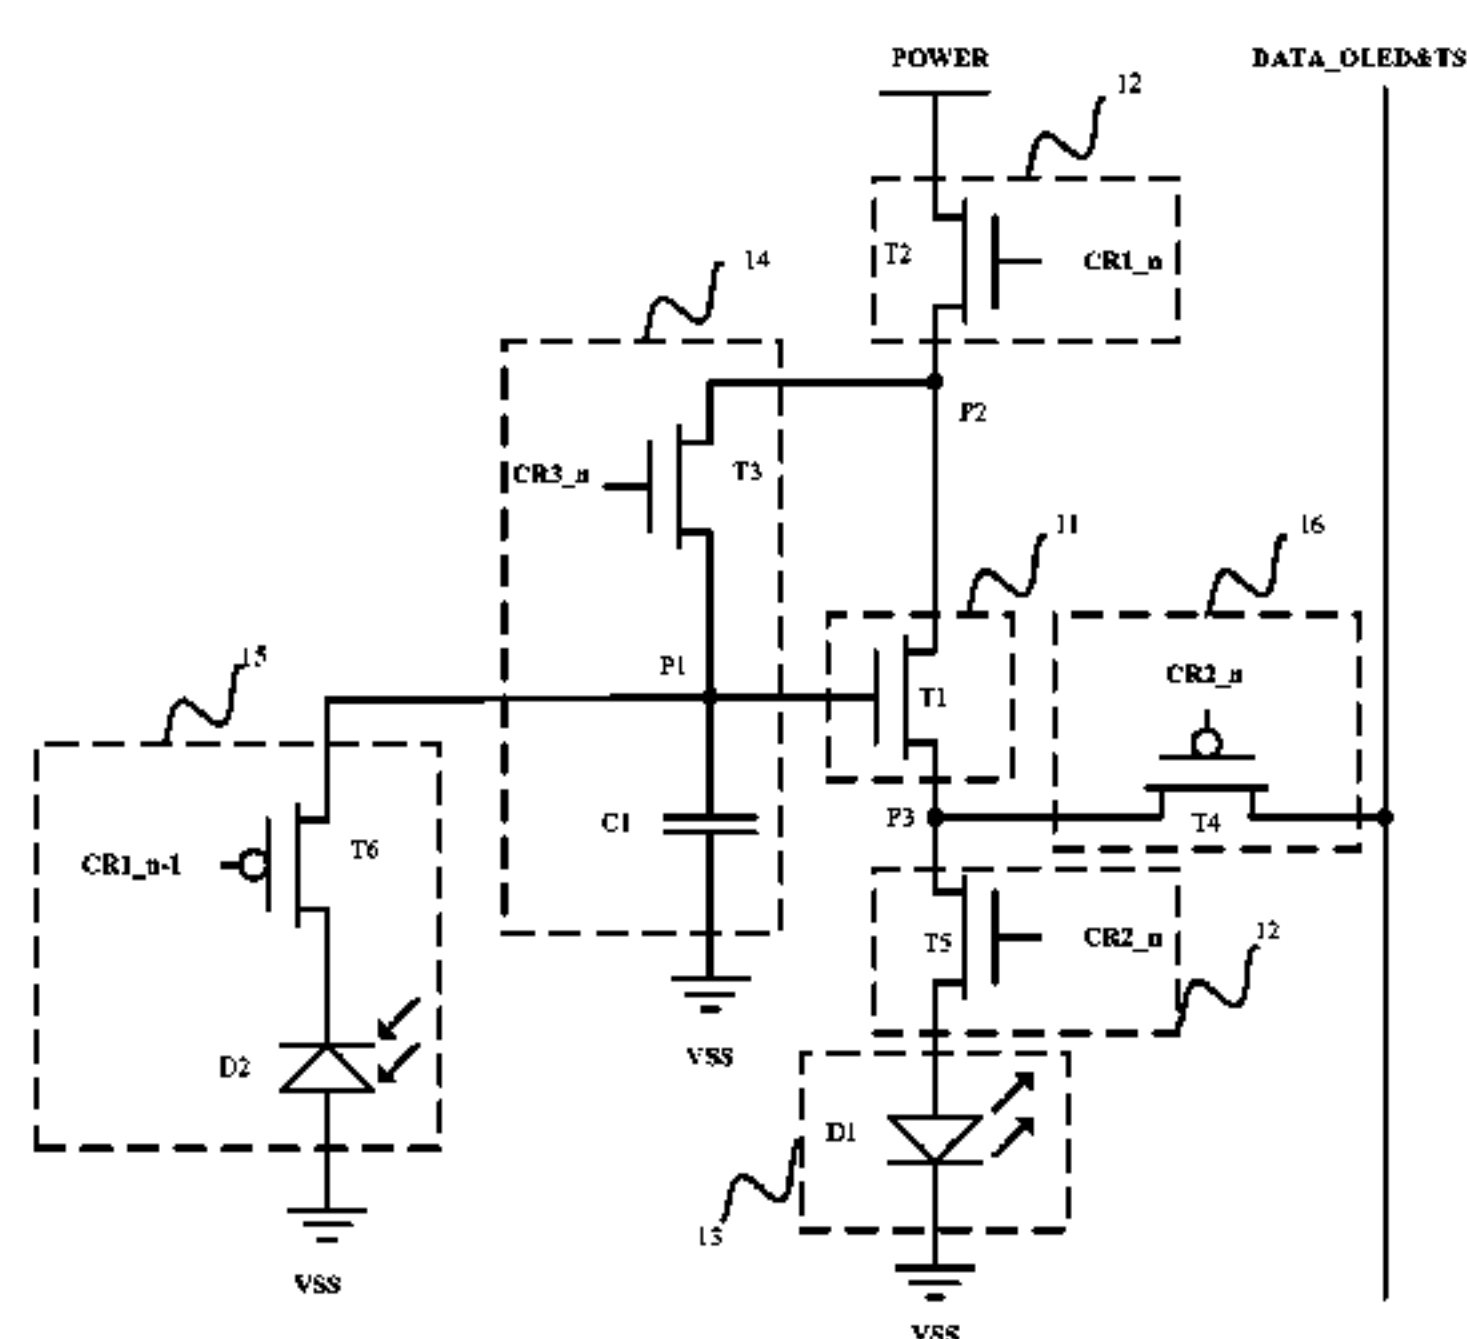 POWER
DATA_OLED&TS
12
T2
CR1_n
14
P2
CR3_n
T3
11
16
15
P1
T1
CR2_n
C1
P3
T4
CR1_n-1
T6
T5
CR2_n
12
VSS
D2
D1
13
VSS
VSS